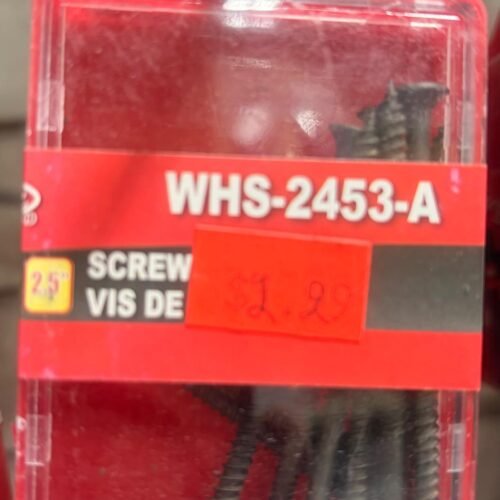 WHS-2453-A
2.5"
SCREW
VIS DE
$1.29